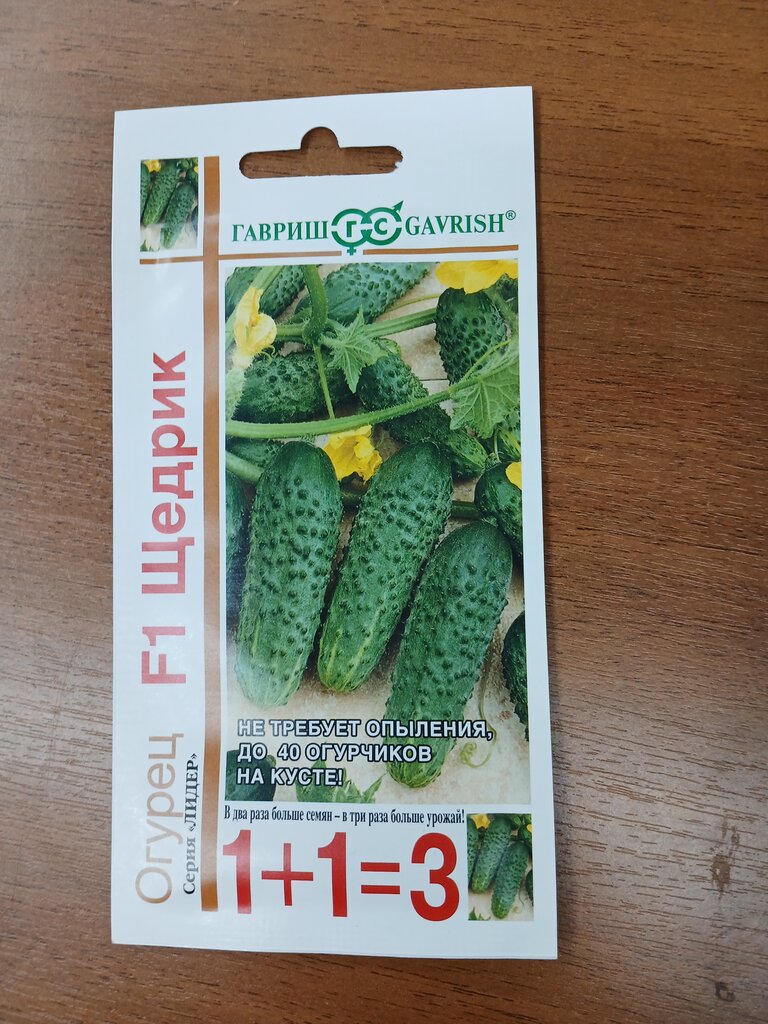 ГАВРИШ ГС GAVRISH®
Огурец F1 Щедрик
Серия «ЛИДЕР»
НЕ ТРЕБУЕТ ОПЫЛЕНИЯ,
ДО 40 ОГУРЧИКОВ
НА КУСТЕ!
В два раза больше семян – в три раза больше урожай!
1+1=3